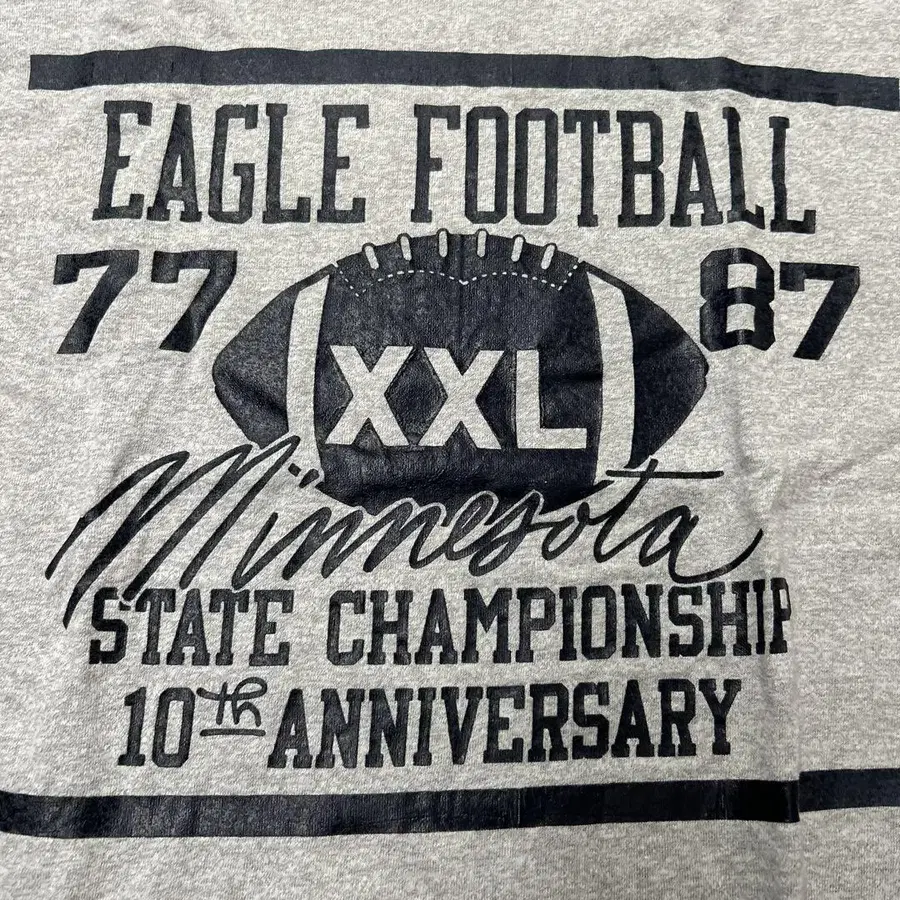 EAGLE FOOTBALL
77 87
XXL
Minnesota
STATE CHAMPIONSHIP
10th ANNIVERSARY